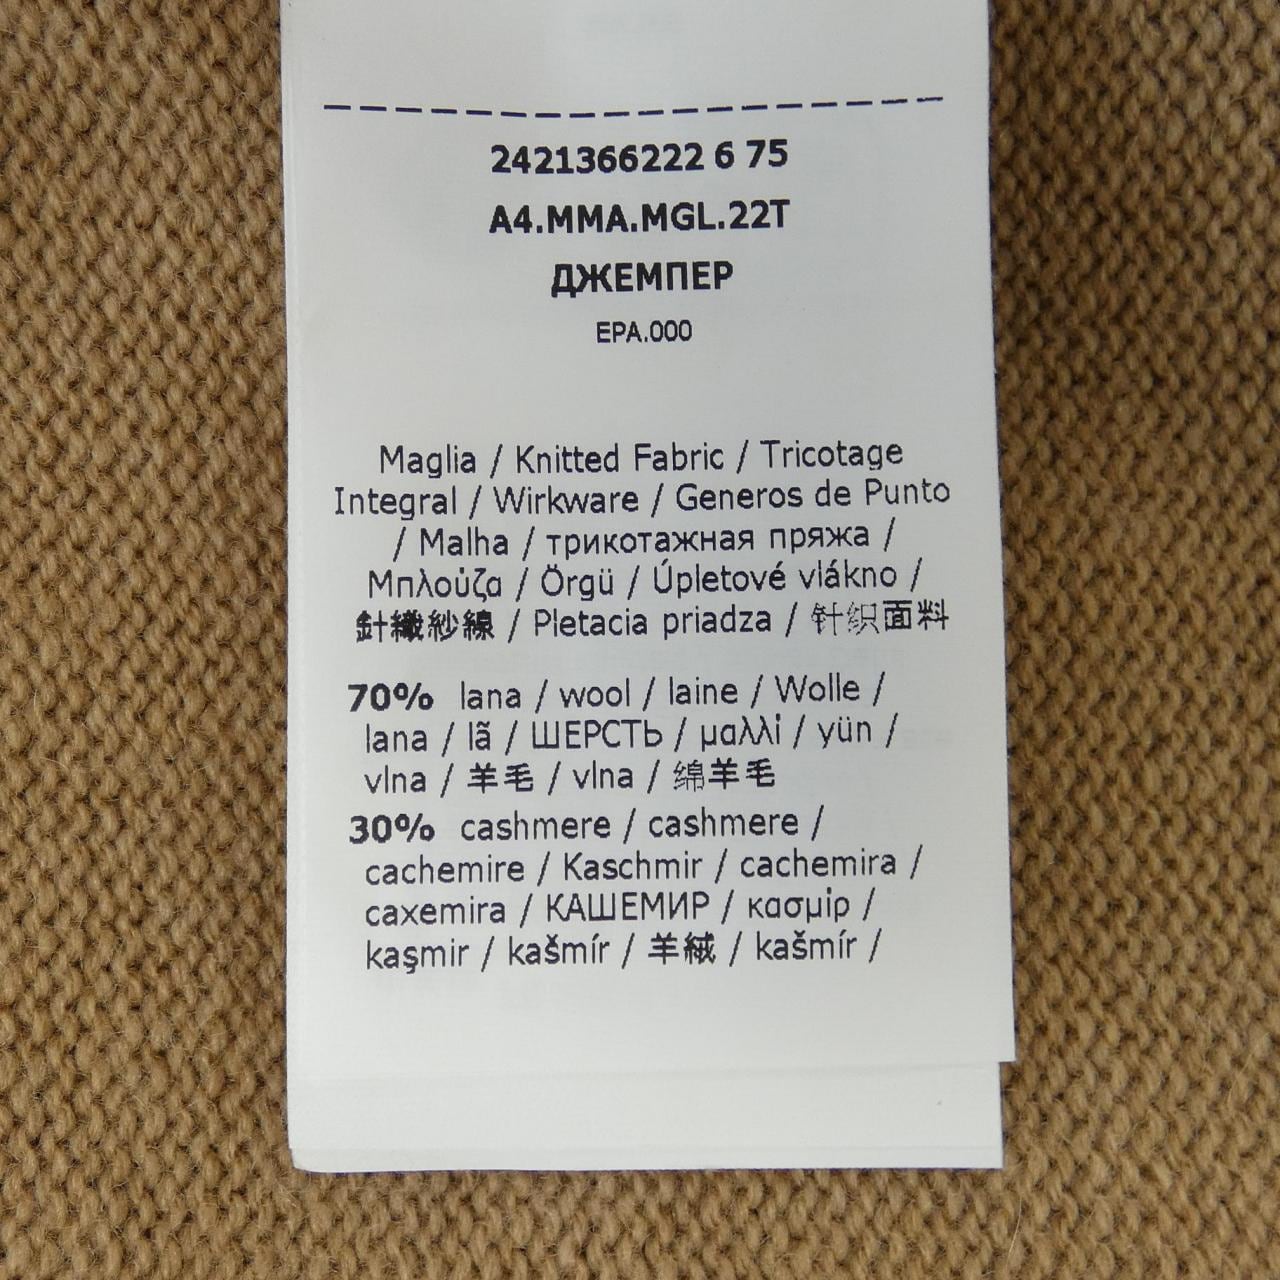 2421366222 6 75
A4.MMA.MGL.22T
ДЖЕМПЕР
EPA.000
Maglia / Knitted Fabric / Tricotage
Integral / Wirkware / Generos de Punto
/ Malha / трикотажная пряжа /
Μπλούζα / Örgü / Úpletové vlákno /
針織紗線 / Pletacia priadza / 针织面料
70% lana / wool / laine / Wolle /
lana / lã / ШЕРСТЬ / μαλλί / yün /
vlna / 羊毛 / vlna / 绵羊毛
30% cashmere / cashmere /
cachemire / Kaschmir / cachemira /
caxemira / КАШЕМИР / κασμίρ /
kaşmir / kašmír / 羊絨 / kašmír /